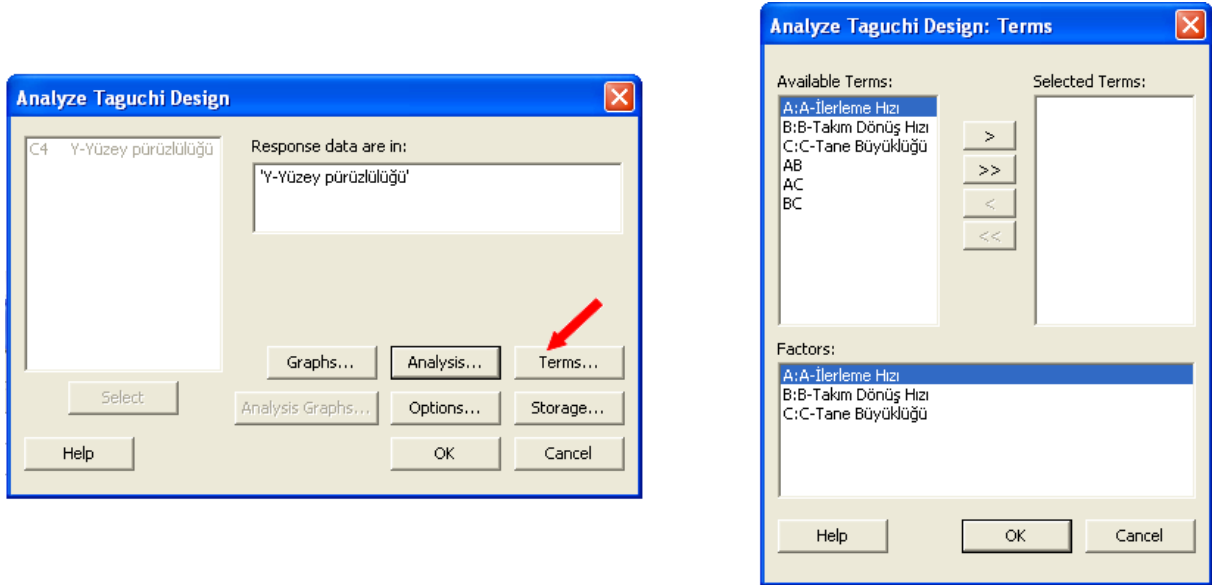 Analyze Taguchi Design
C4 Y-Yüzey pürüzlülüğü
Response data are in:
'Y-Yüzey pürüzlülüğü'
Graphs...
Analysis...
Terms...
Select
Analysis Graphs...
Options...
Storage...
Help
OK
Cancel
Analyze Taguchi Design: Terms
Available Terms:
Selected Terms:
A:A-İlerleme Hızı
B:B-Takım Dönüş Hızı
C:C-Tane Büyüklüğü
AB
AC
BC
>
>>
<
<<
Factors:
A:A-İlerleme Hızı
B:B-Takım Dönüş Hızı
C:C-Tane Büyüklüğü
Help
OK
Cancel